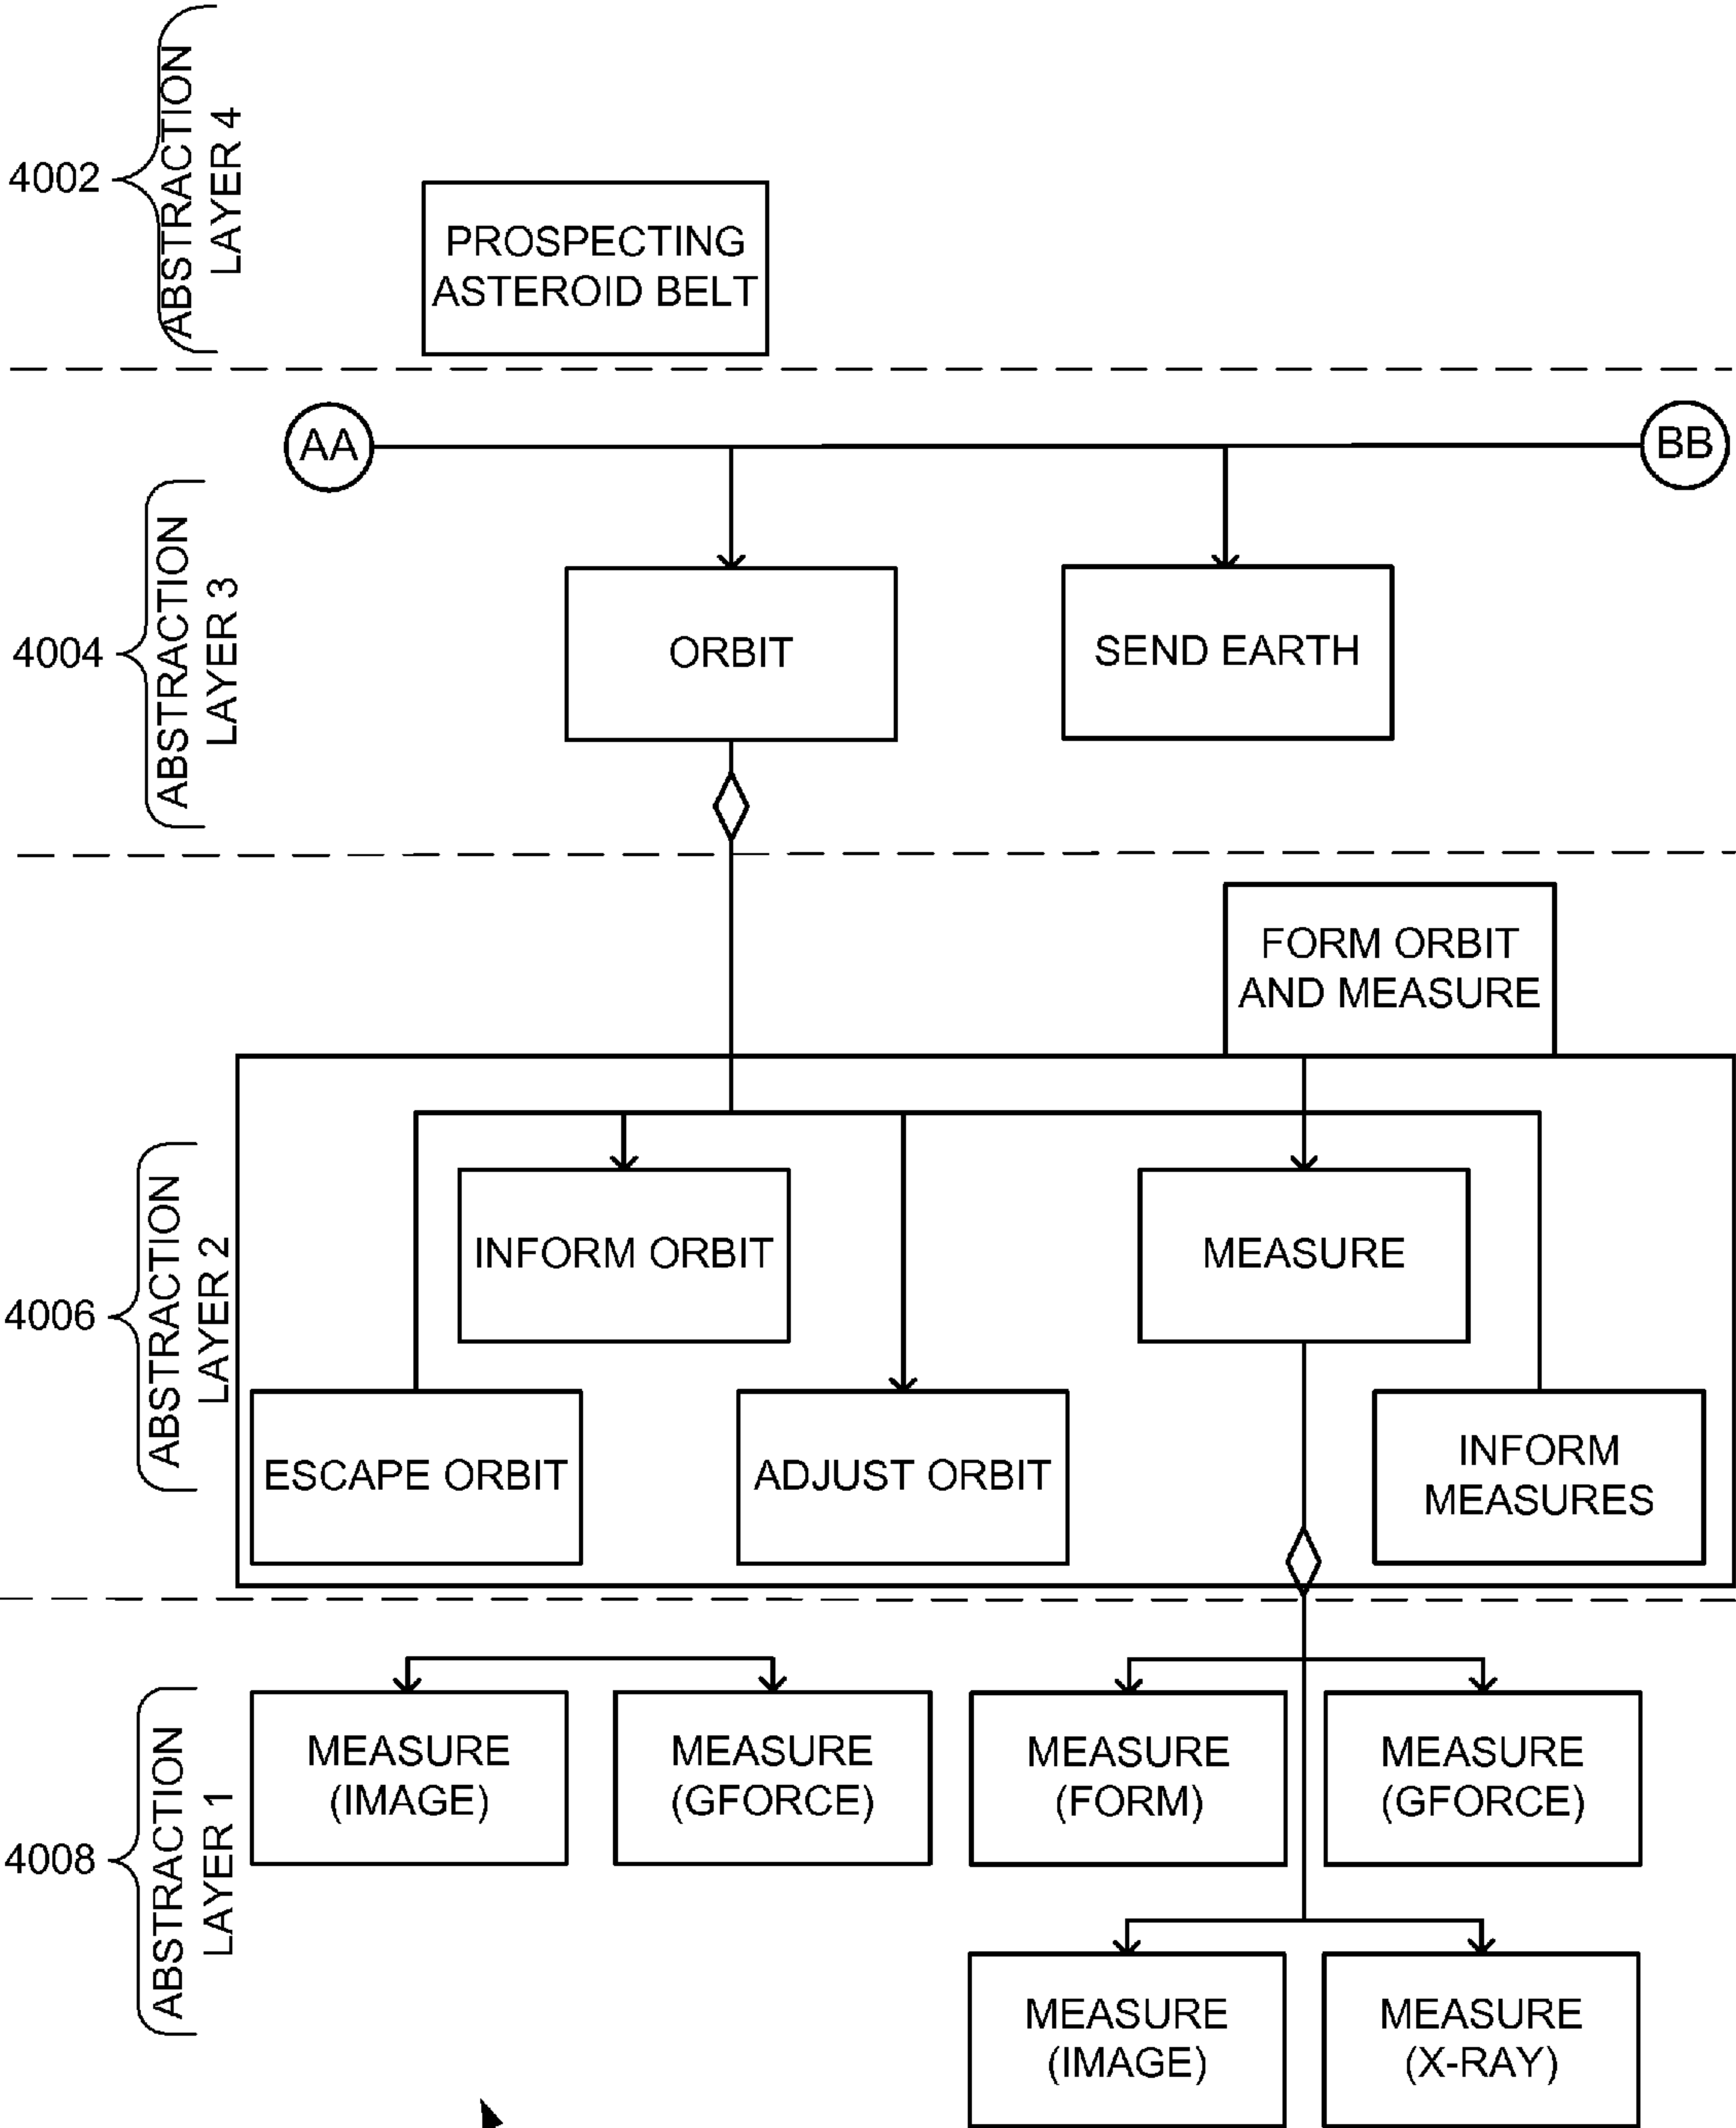 4002
ABSTRACTION
LAYER 4
PROSPECTING
ASTEROID BELT
AA
BB
4004
ABSTRACTION
LAYER 3
ORBIT
SEND EARTH
FORM ORBIT
AND MEASURE
4006
ABSTRACTION
LAYER 2
INFORM ORBIT
MEASURE
ESCAPE ORBIT
ADJUST ORBIT
INFORM
MEASURES
4008
ABSTRACTION
LAYER 1
MEASURE
(IMAGE)
MEASURE
(GFORCE)
MEASURE
(FORM)
MEASURE
(GFORCE)
MEASURE
(IMAGE)
MEASURE
(X-RAY)